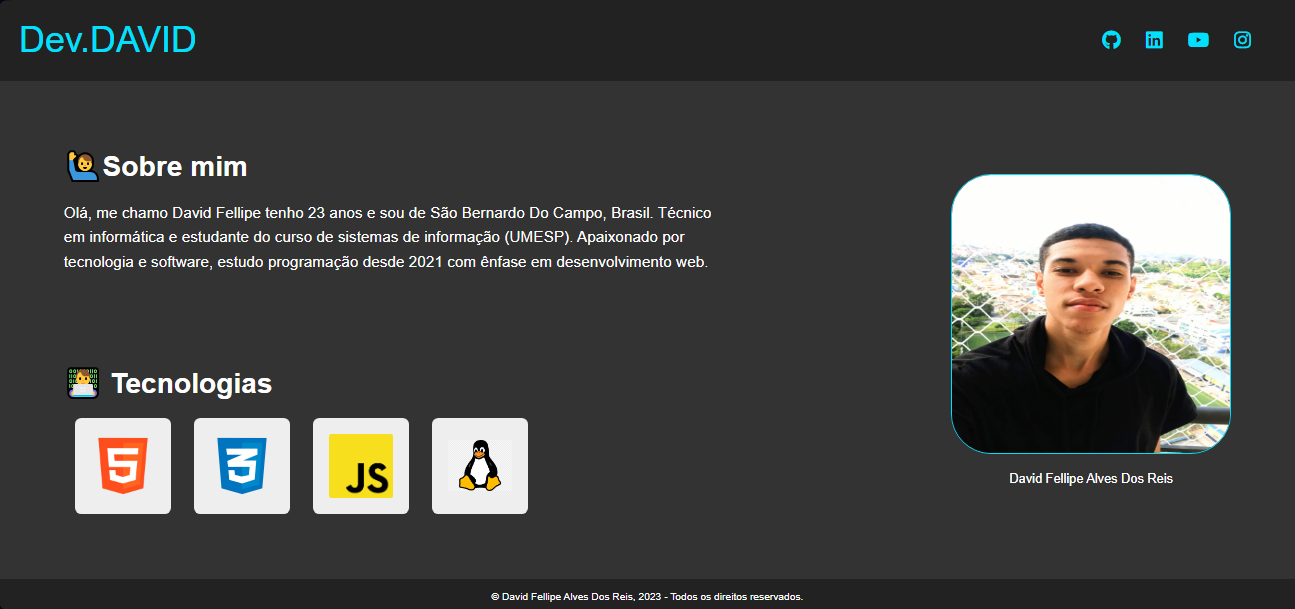 Dev.DAVID
Sobre mim
Olá, me chamo David Fellipe tenho 23 anos e sou de São Bernardo Do Campo, Brasil. Técnico
em informática e estudante do curso de sistemas de informação (UMESP). Apaixonado por
tecnologia e software, estudo programação desde 2021 com ênfase em desenvolvimento web.
Tecnologias
5
3
JS
David Fellipe Alves Dos Reis
© David Fellipe Alves Dos Reis, 2023 - Todos os direitos reservados.